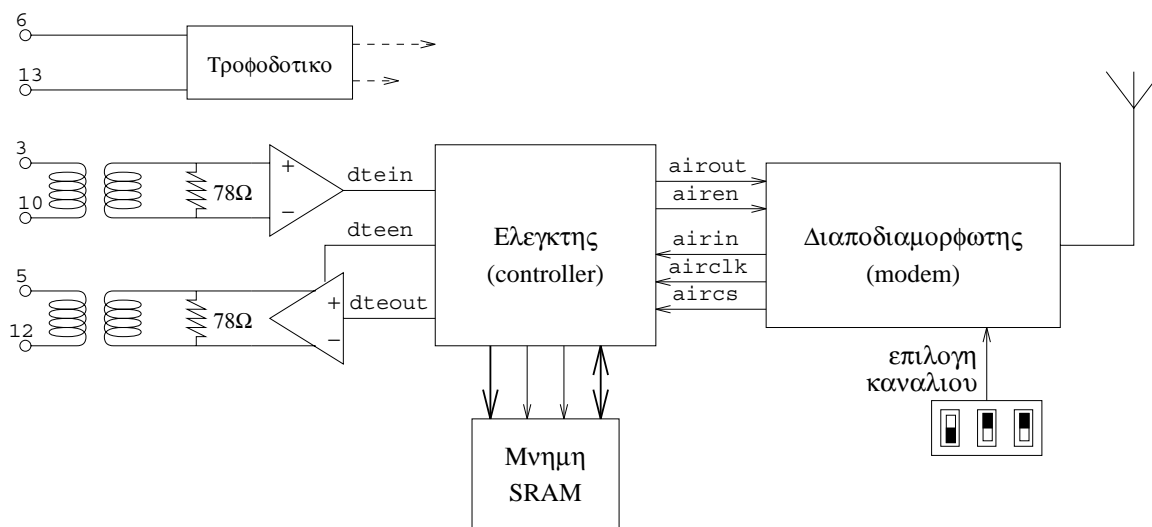 6
Τροφοδοτικο
13
3
10
78Ω
+
−
dtein
dteen
5
12
78Ω
+
−
dteout
Ελεγκτης
(controller)
airout
airen
airin
airclk
aircs
Διαποδιαμορφωτης
(modem)
επιλογη
καναλιου
Μνημη
SRAM